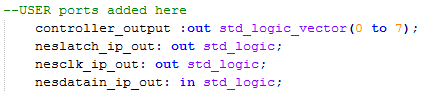 --USER ports added here
controller_output :out std_logic_vector(0 to 7);
neslatch_ip_out: out std_logic;
nesclk_ip_out: out std_logic;
nesdatain_ip_out: in std_logic;